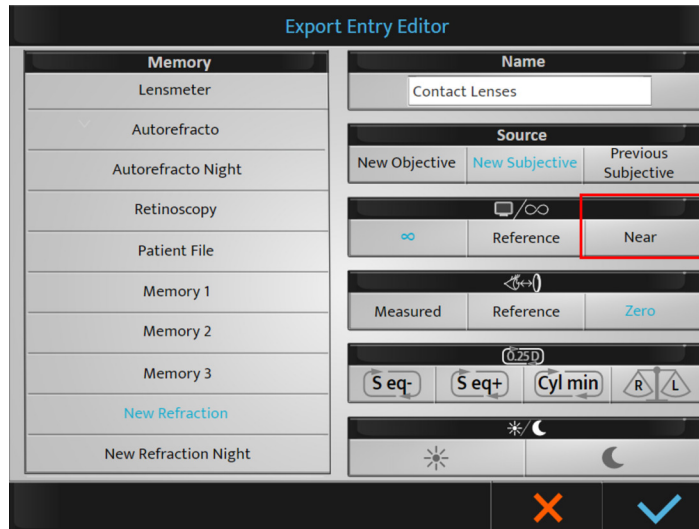 Export Entry Editor
Memory
Lensmeter
Autorefracto
Autorefracto Night
Retinoscopy
Patient File
Memory 1
Memory 2
Memory 3
New Refraction
New Refraction Night
Name
Contact Lenses
Source
New Objective
New Subjective
Previous
Subjective
/∞
∞
Reference
Near
Measured
Reference
Zero
0.25 D
S eq-
S eq+
Cyl min
R
L
/